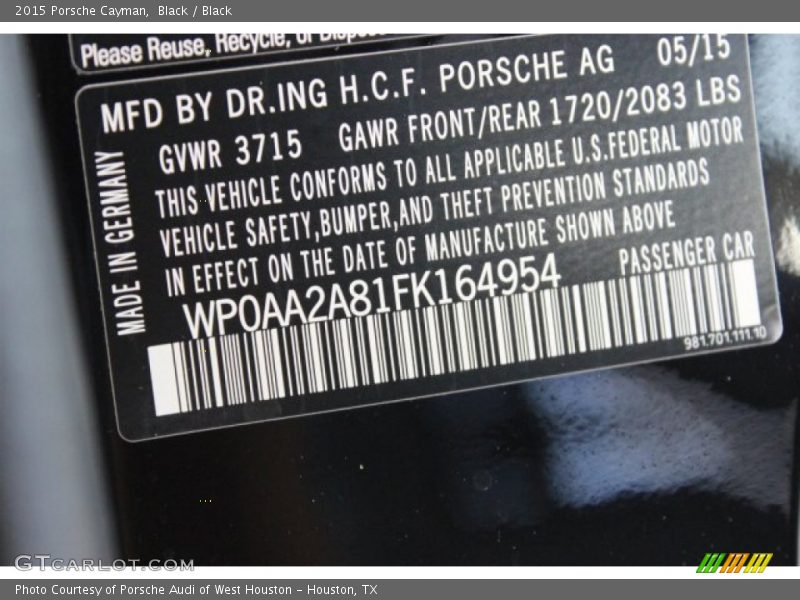 2015 Porsche Cayman, Black / Black
Please Reuse, Recycle, or Dispose
MFD BY DR.ING H.C.F. PORSCHE AG 05/15
GVWR 3715 GAWR FRONT/REAR 1720/2083 LBS
THIS VEHICLE CONFORMS TO ALL APPLICABLE U.S.FEDERAL MOTOR
VEHICLE SAFETY,BUMPER,AND THEFT PREVENTION STANDARDS
IN EFFECT ON THE DATE OF MANUFACTURE SHOWN ABOVE
WP0AA2A81FK164954 PASSENGER CAR
MADE IN GERMANY
981.701.111.10
GTCARLOT.COM
Photo Courtesy of Porsche Audi of West Houston - Houston, TX